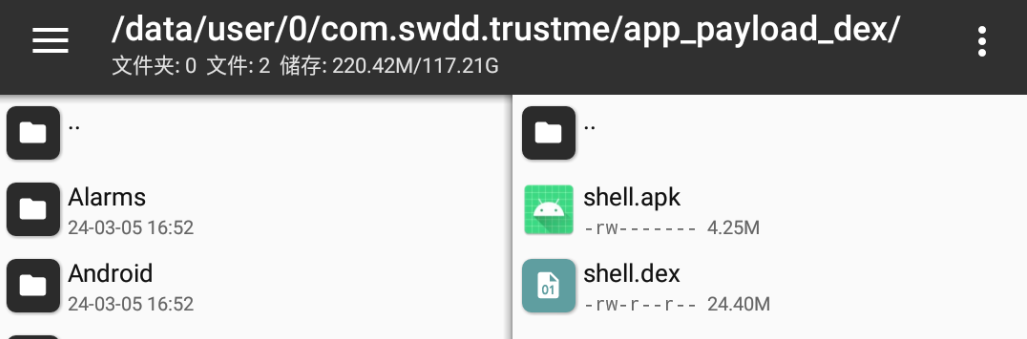 /data/user/0/com.swdd.trustme/app_payload_dex/
文件夹: 0 文件: 2 储存: 220.42M/117.21G
..
Alarms
24-03-05 16:52
Android
24-03-05 16:52
..
shell.apk
-rw------- 4.25M
01
shell.dex
-rw-r--r-- 24.40M